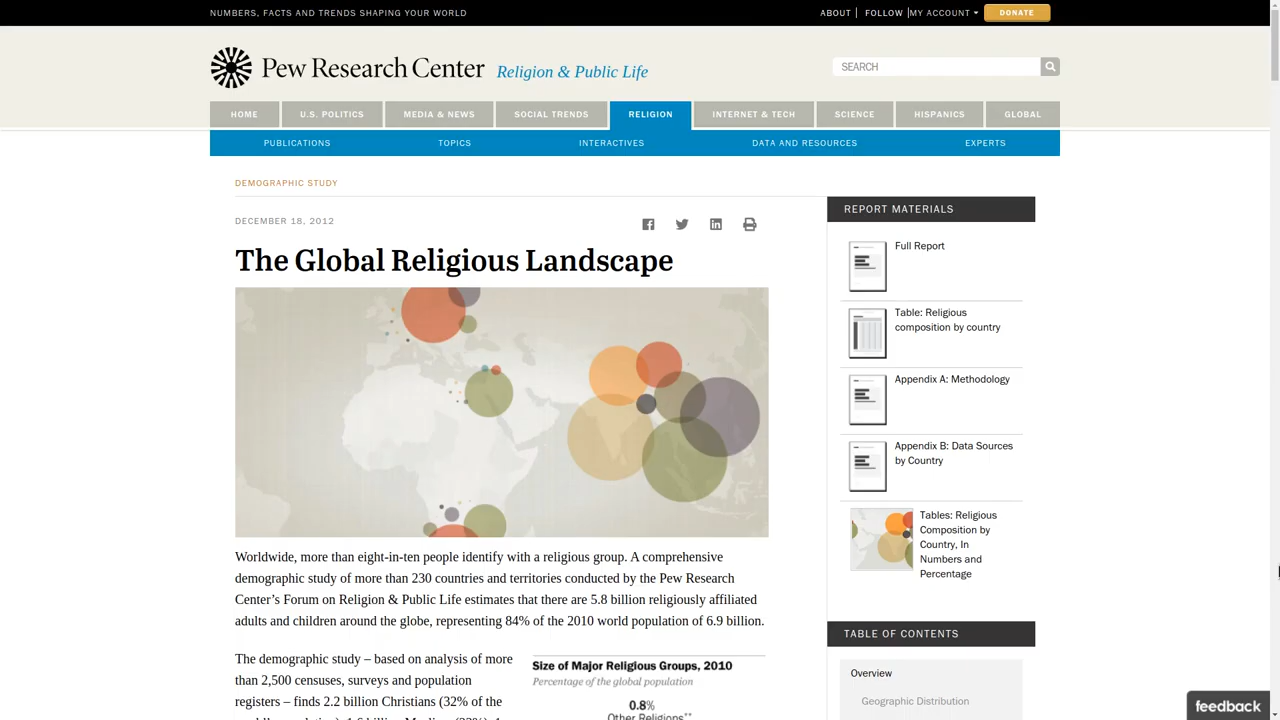 NUMBERS, FACTS AND TRENDS SHAPING YOUR WORLD
ABOUT FOLLOW MY ACCOUNT DONATE
Pew Research Center Religion & Public Life
SEARCH
HOME U.S. POLITICS MEDIA & NEWS SOCIAL TRENDS RELIGION INTERNET & TECH SCIENCE HISPANICS GLOBAL
PUBLICATIONS TOPICS INTERACTIVES DATA AND RESOURCES EXPERTS
DEMOGRAPHIC STUDY
DECEMBER 18, 2012
The Global Religious Landscape
Worldwide, more than eight-in-ten people identify with a religious group. A comprehensive
demographic study of more than 230 countries and territories conducted by the Pew Research
Center's Forum on Religion & Public Life estimates that there are 5.8 billion religiously affiliated
adults and children around the globe, representing 84% of the 2010 world population of 6.9 billion.
The demographic study – based on analysis of more
than 2,500 censuses, surveys and population
registers – finds 2.2 billion Christians (32% of the
Size of Major Religious Groups, 2010
Percentage of the global population
0.8%
Other Religions**
REPORT MATERIALS
Full Report
Table: Religious
composition by country
Appendix A: Methodology
Appendix B: Data Sources
by Country
Tables: Religious
Composition by
Country, In
Numbers and
Percentage
TABLE OF CONTENTS
Overview
Geographic Distribution
feedback